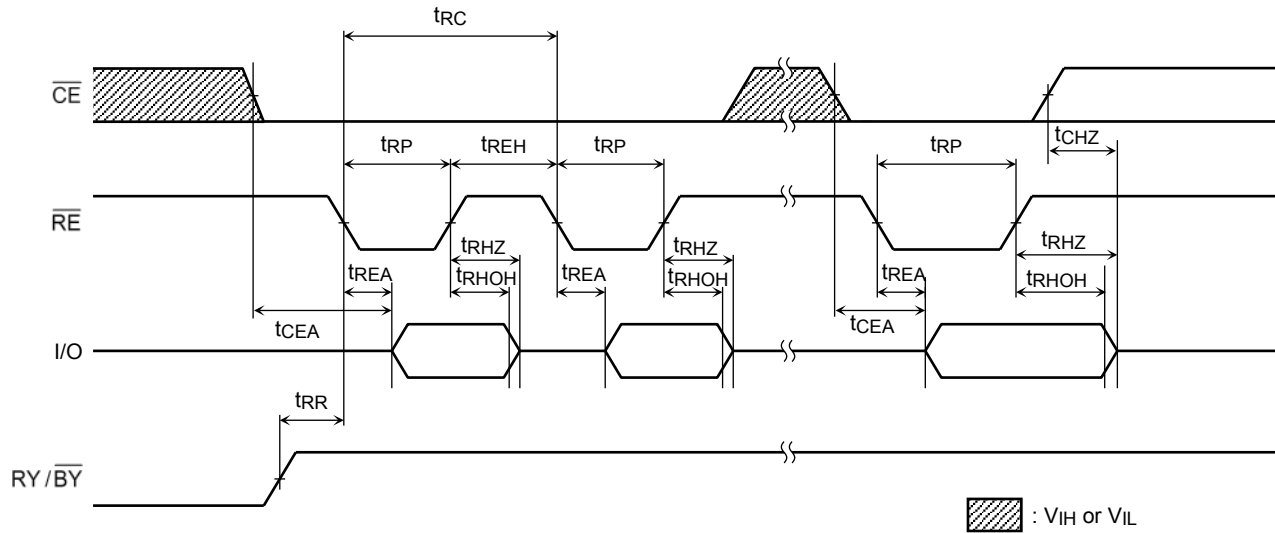 tRC
CE
tCHZ
tRP
tREH
tRP
tRP
RE
tRHZ
tRHZ
tRHZ
tREA
tRHOH
tREA
tRHOH
tREA
tRHOH
tCEA
tCEA
I/O
tRR
RY/BY
: VIH or VIL